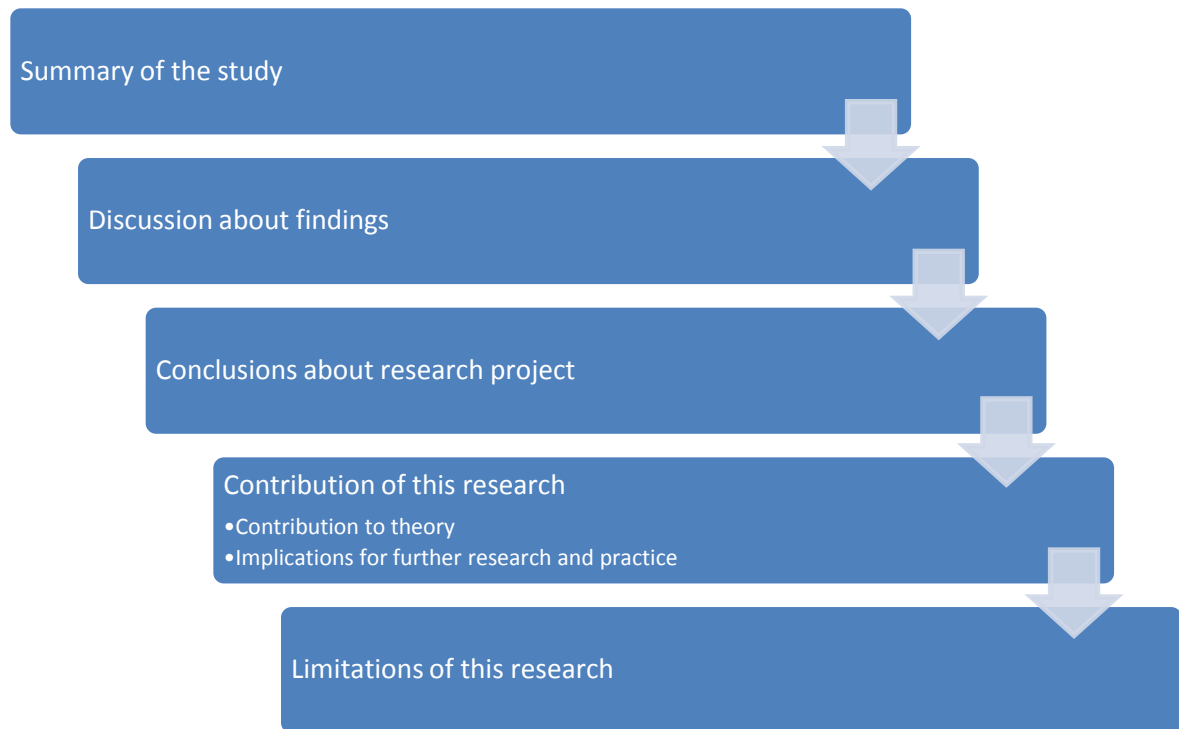 Summary of the study
Discussion about findings
Conclusions about research project
Contribution of this research
•Contribution to theory
•Implications for further research and practice
Limitations of this research